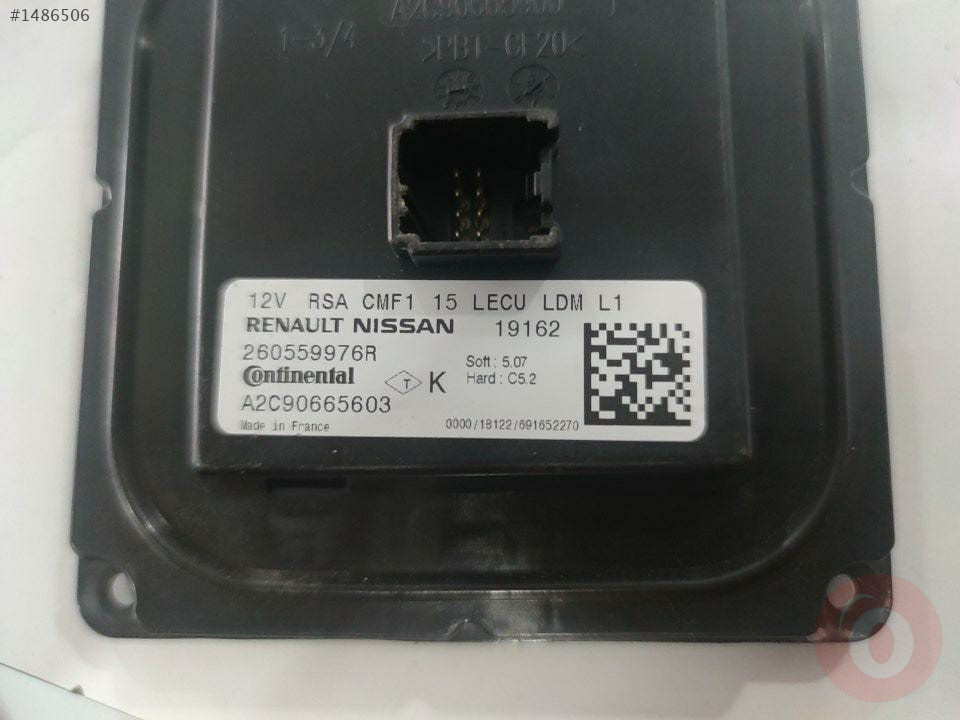 #1486506
1-3/4
>PBT-GF20<
12V RSA CMF1 15 LECU LDM L1
RENAULT NISSAN 19162
260559976R
Soft : 5.07
Continental T K Hard : C5.2
A2C90665603
Made in France 0000/18122/691652270